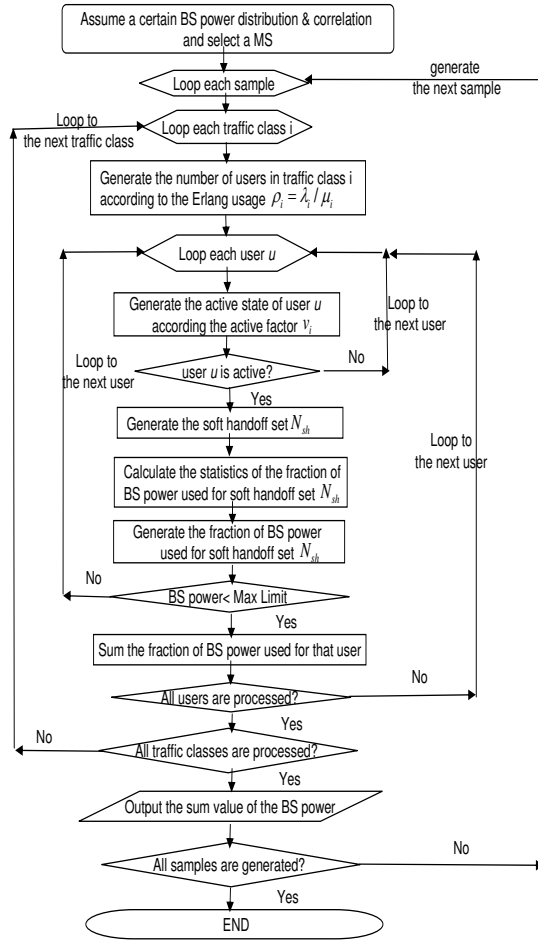 Assume a certain BS power distribution & correlation
and select a MS
Loop each sample
generate
the next sample
Loop to
the next traffic class
Loop each traffic class i
Generate the number of users in traffic class i
according to the Erlang usage ρ_i = λ_i / μ_i
Loop each user u
Generate the active state of user u
according the active factor v_i
Loop to
the next user
Loop to
the next user
user u is active?
No
Yes
Generate the soft handoff set N_sh
Loop to
the next user
Calculate the statistics of the fraction of
BS power used for soft handoff set N_sh
Generate the fraction of BS power
used for soft handoff set N_sh
No
BS power< Max Limit
Yes
Sum the fraction of BS power used for that user
All users are processed?
No
Yes
No
All traffic classes are processed?
Yes
Output the sum value of the BS power
All samples are generated?
No
Yes
END